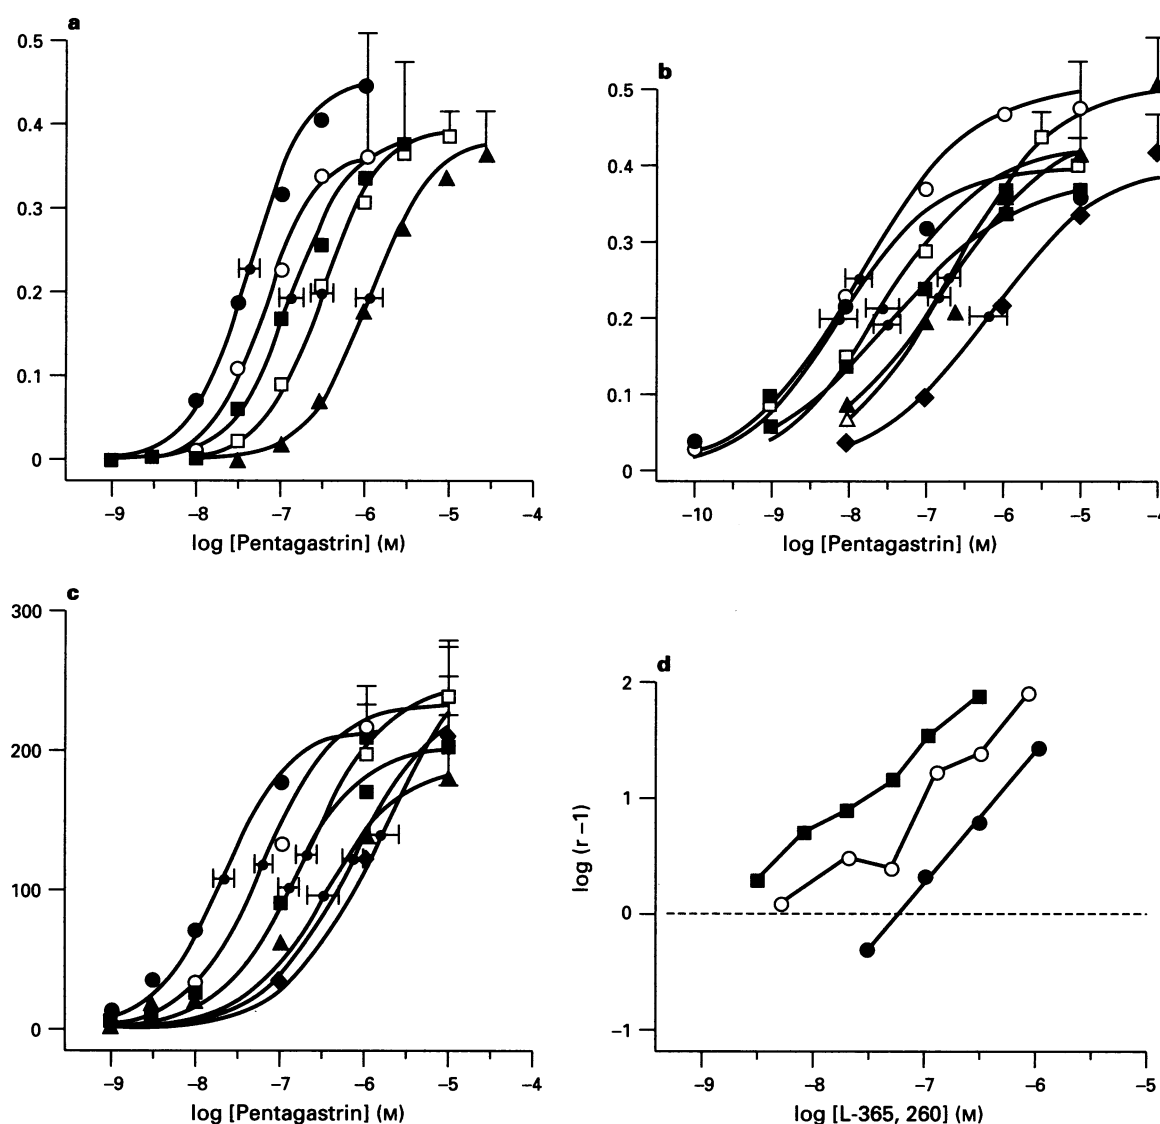 a
0.5
0.4
0.3
0.2
0.1
0
−9 −8 −7 −6 −5 −4
log [Pentagastrin] (M)
b
0.5
0.4
0.3
0.2
0.1
0
−10 −9 −8 −7 −6 −5
log [Pentagastrin] (M)
c
300
200
100
0
−9 −8 −7 −6 −5 −4
log [Pentagastrin] (M)
d
2
1
0
−1
log (r −1)
−9 −8 −7 −6 −5
log [L-365, 260] (M)